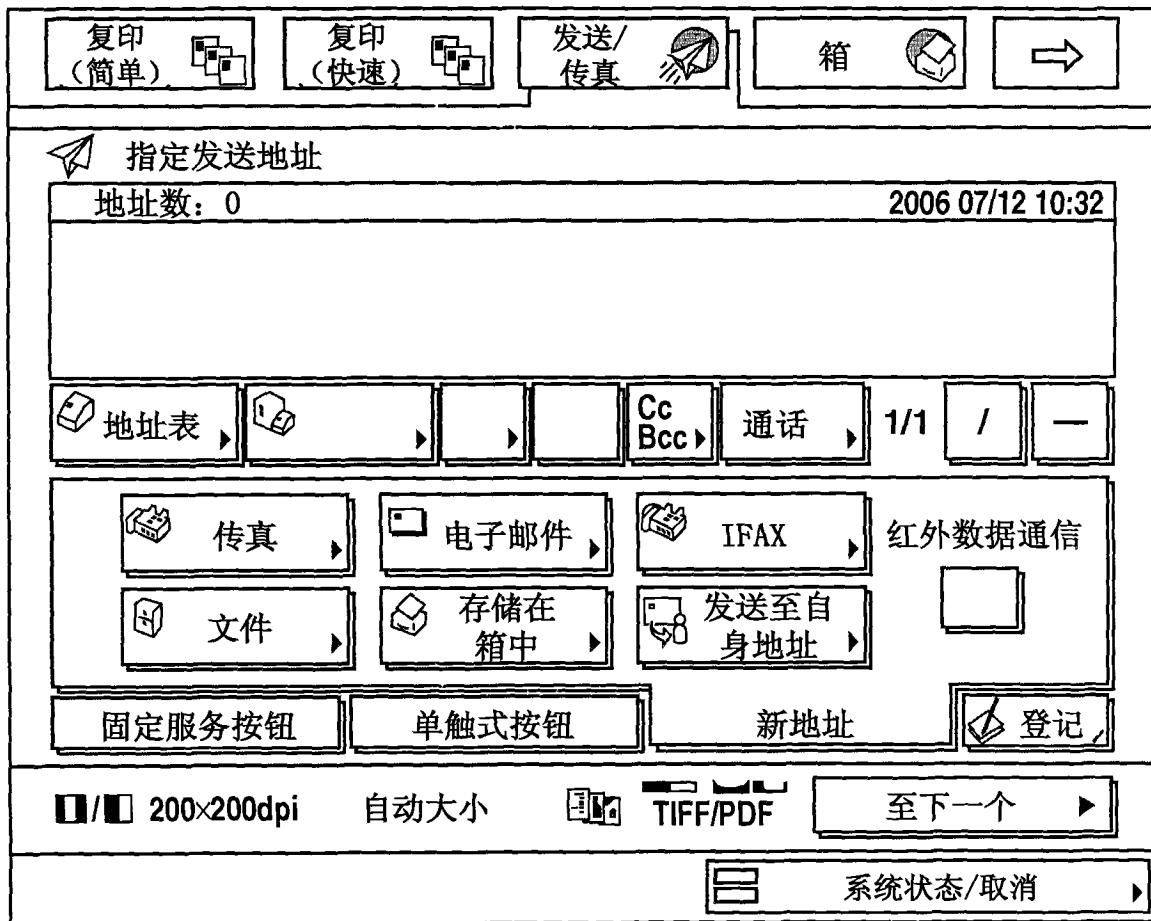 复印
（简单）
复印
（快速）
发送/
传真
箱
指定发送地址
地址数：0
2006 07/12 10:32
地址表
Cc
Bcc
通话
1/1
/
—
传真
电子邮件
IFAX
红外数据通信
文件
存储在
箱中
发送至自
身地址
固定服务按钮
单触式按钮
新地址
登记
/ 200×200dpi
自动大小
TIFF/PDF
至下一个
系统状态/取消